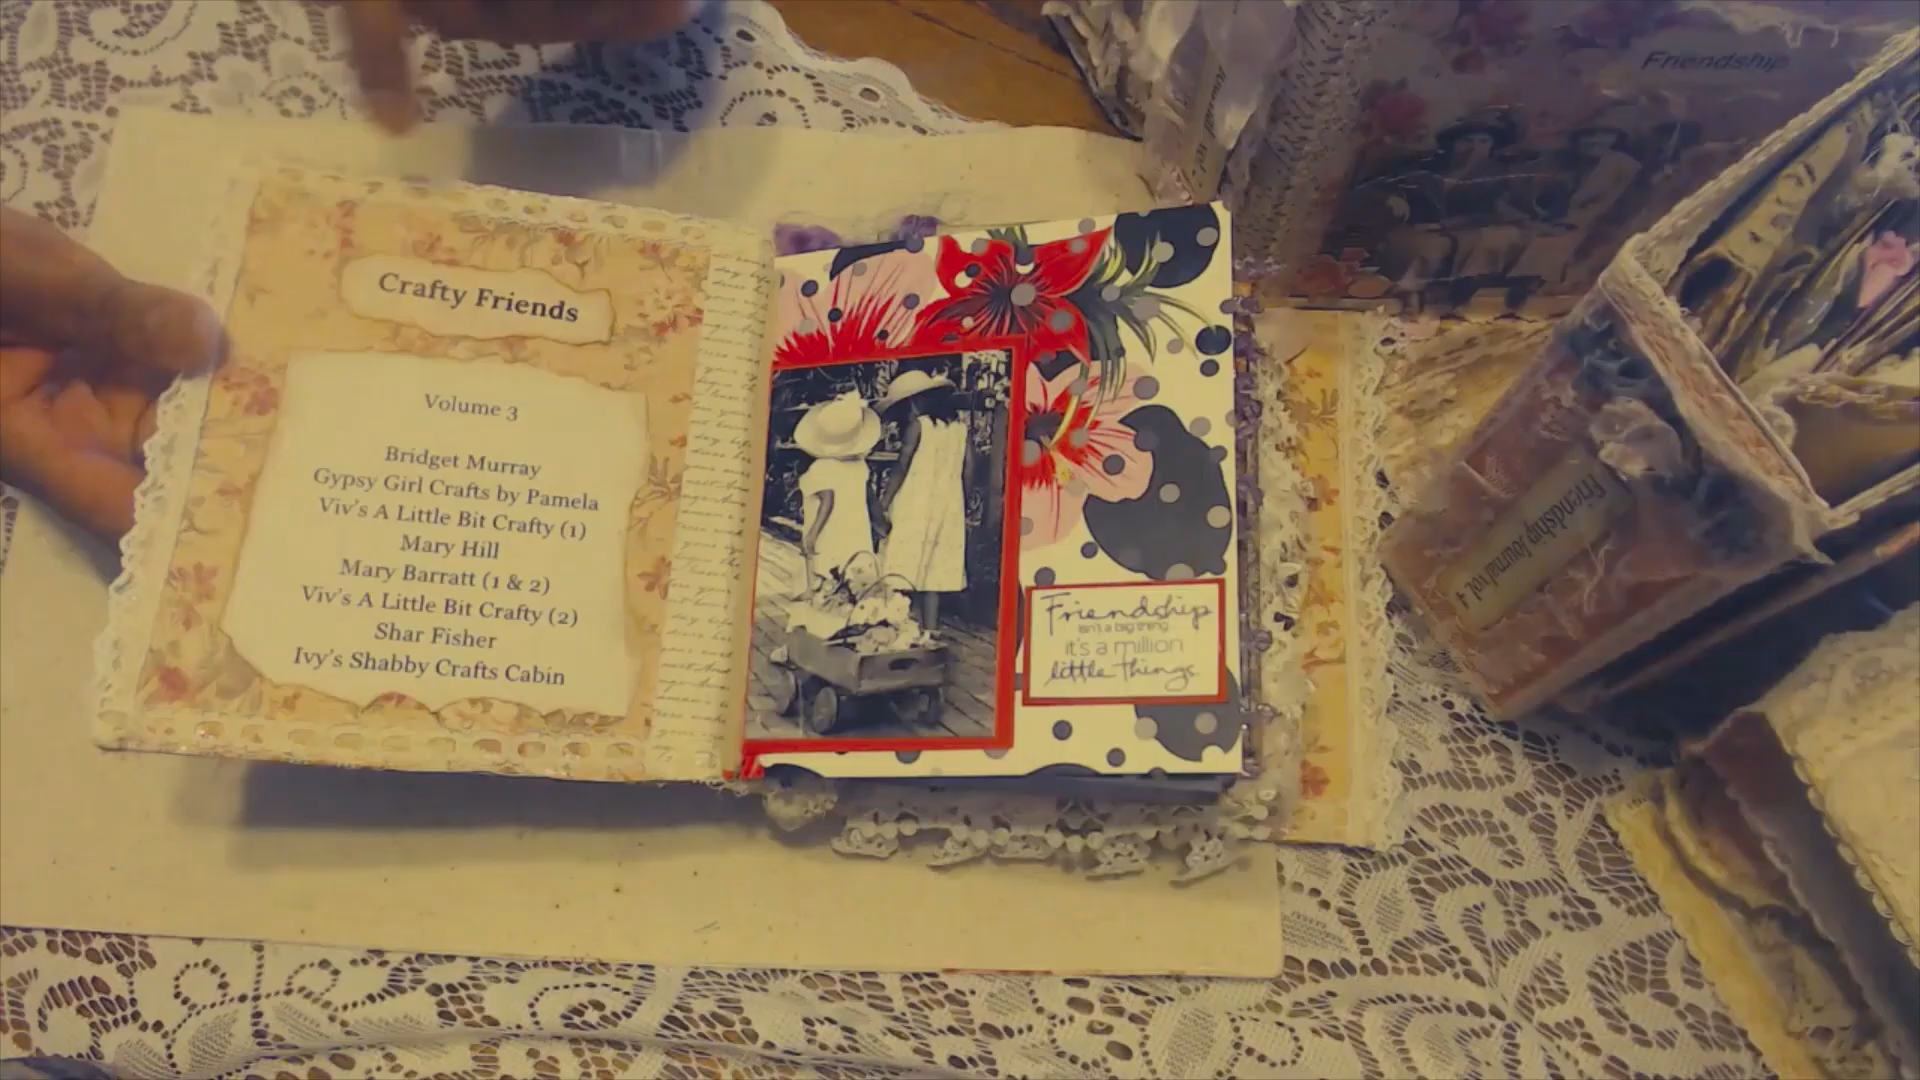 Crafty Friends
Volume 3
Bridget Murray
Gypsy Girl Crafts by Pamela
Viv's A Little Bit Crafty (1)
Mary Hill
Mary Barratt (1 & 2)
Viv's A Little Bit Crafty (2)
Shar Fisher
Ivy's Shabby Crafts Cabin
Friendship
isn't a big thing
it's a million
little things
Friendship
Friendship Journal Vol 4